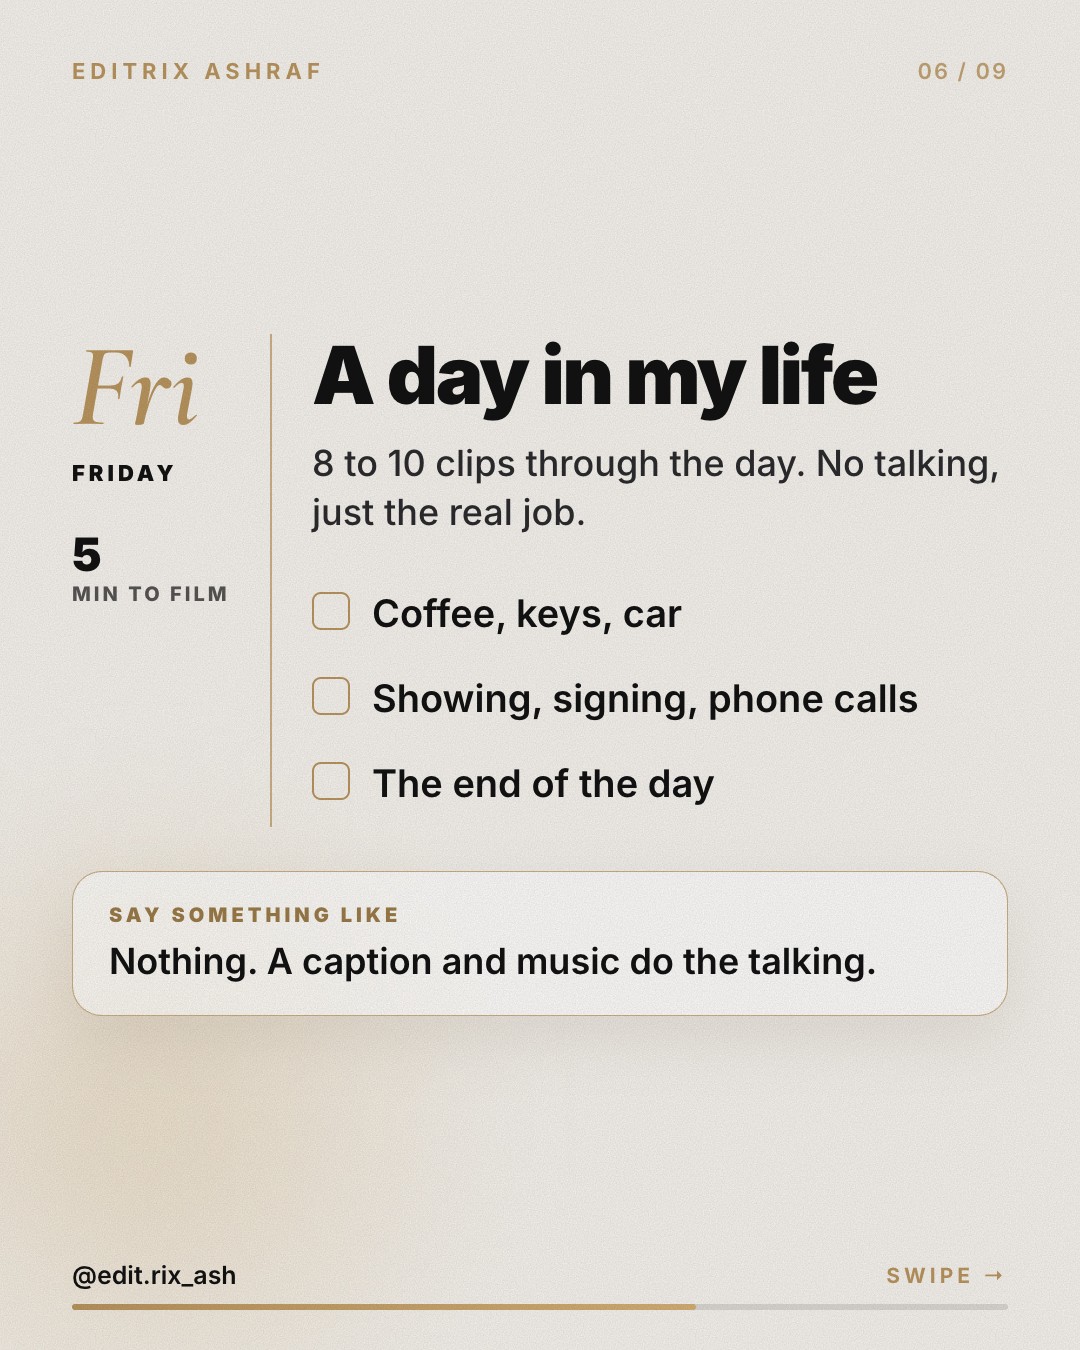 EDITRIX ASHRAF
06 / 09
Fri
FRIDAY
5
MIN TO FILM
A day in my life
8 to 10 clips through the day. No talking,
just the real job.
Coffee, keys, car
Showing, signing, phone calls
The end of the day
SAY SOMETHING LIKE
Nothing. A caption and music do the talking.
@edit.rix_ash
SWIPE →